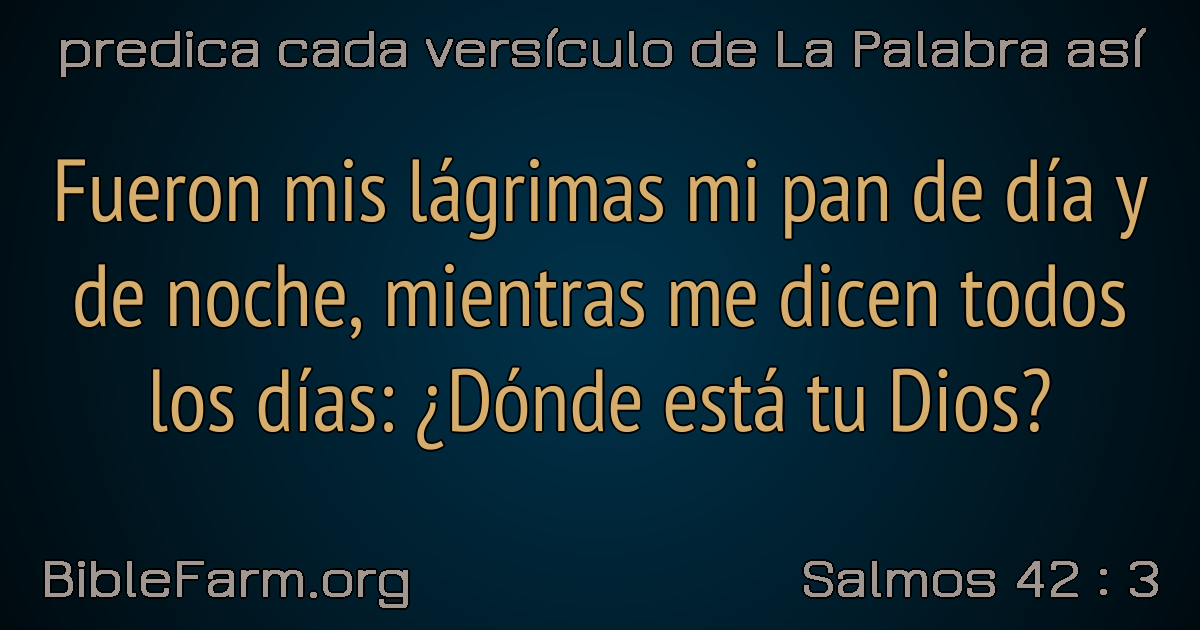 predica cada versículo de La Palabra así
Fueron mis lágrimas mi pan de día y
de noche, mientras me dicen todos
los días: ¿Dónde está tu Dios?
BibleFarm.org
Salmos 42 : 3